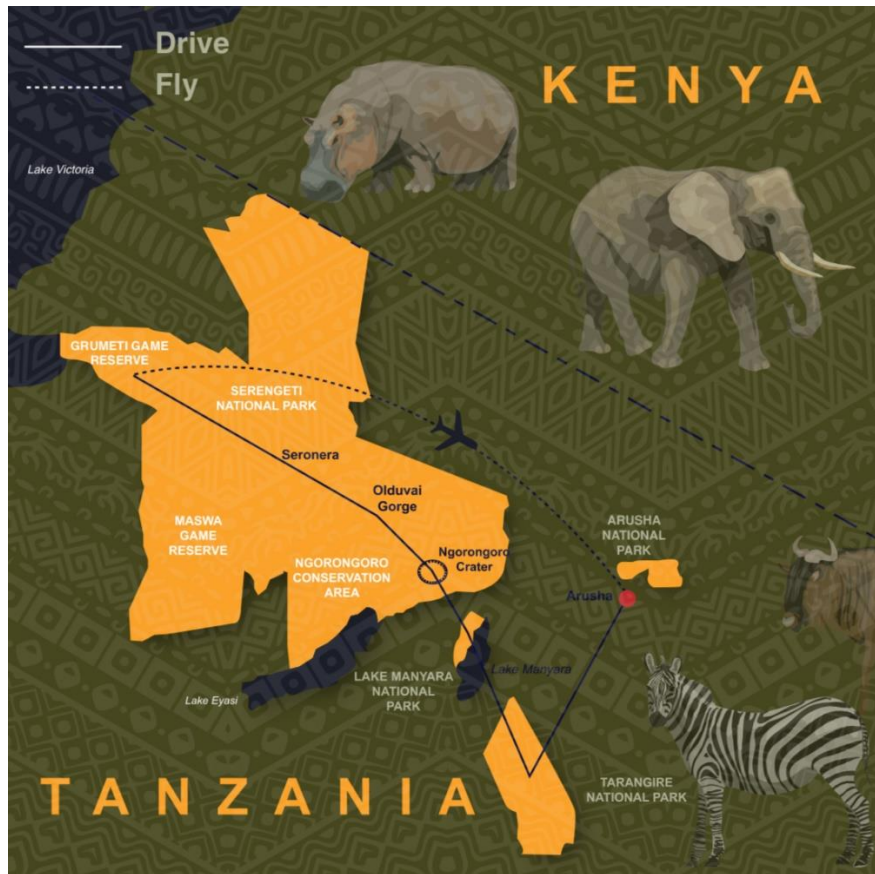 Drive
Fly
KENYA
Lake Victoria
GRUMETI GAME
RESERVE
SERENGETI
NATIONAL PARK
Seronera
Olduvai
Gorge
MASWA
GAME
RESERVE
NGORONGORO
CONSERVATION
AREA
Ngorongoro
Crater
ARUSHA
NATIONAL
PARK
Arusha
Lake Manyara
LAKE MANYARA
NATIONAL
PARK
Lake Eyasi
TANZANIA
TARANGIRE
NATIONAL PARK